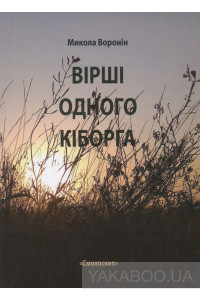 Микола Воронін
ВІРШІ
ОДНОГО
КІБОРГА
«Смолоскип»
YAKABOO.UA